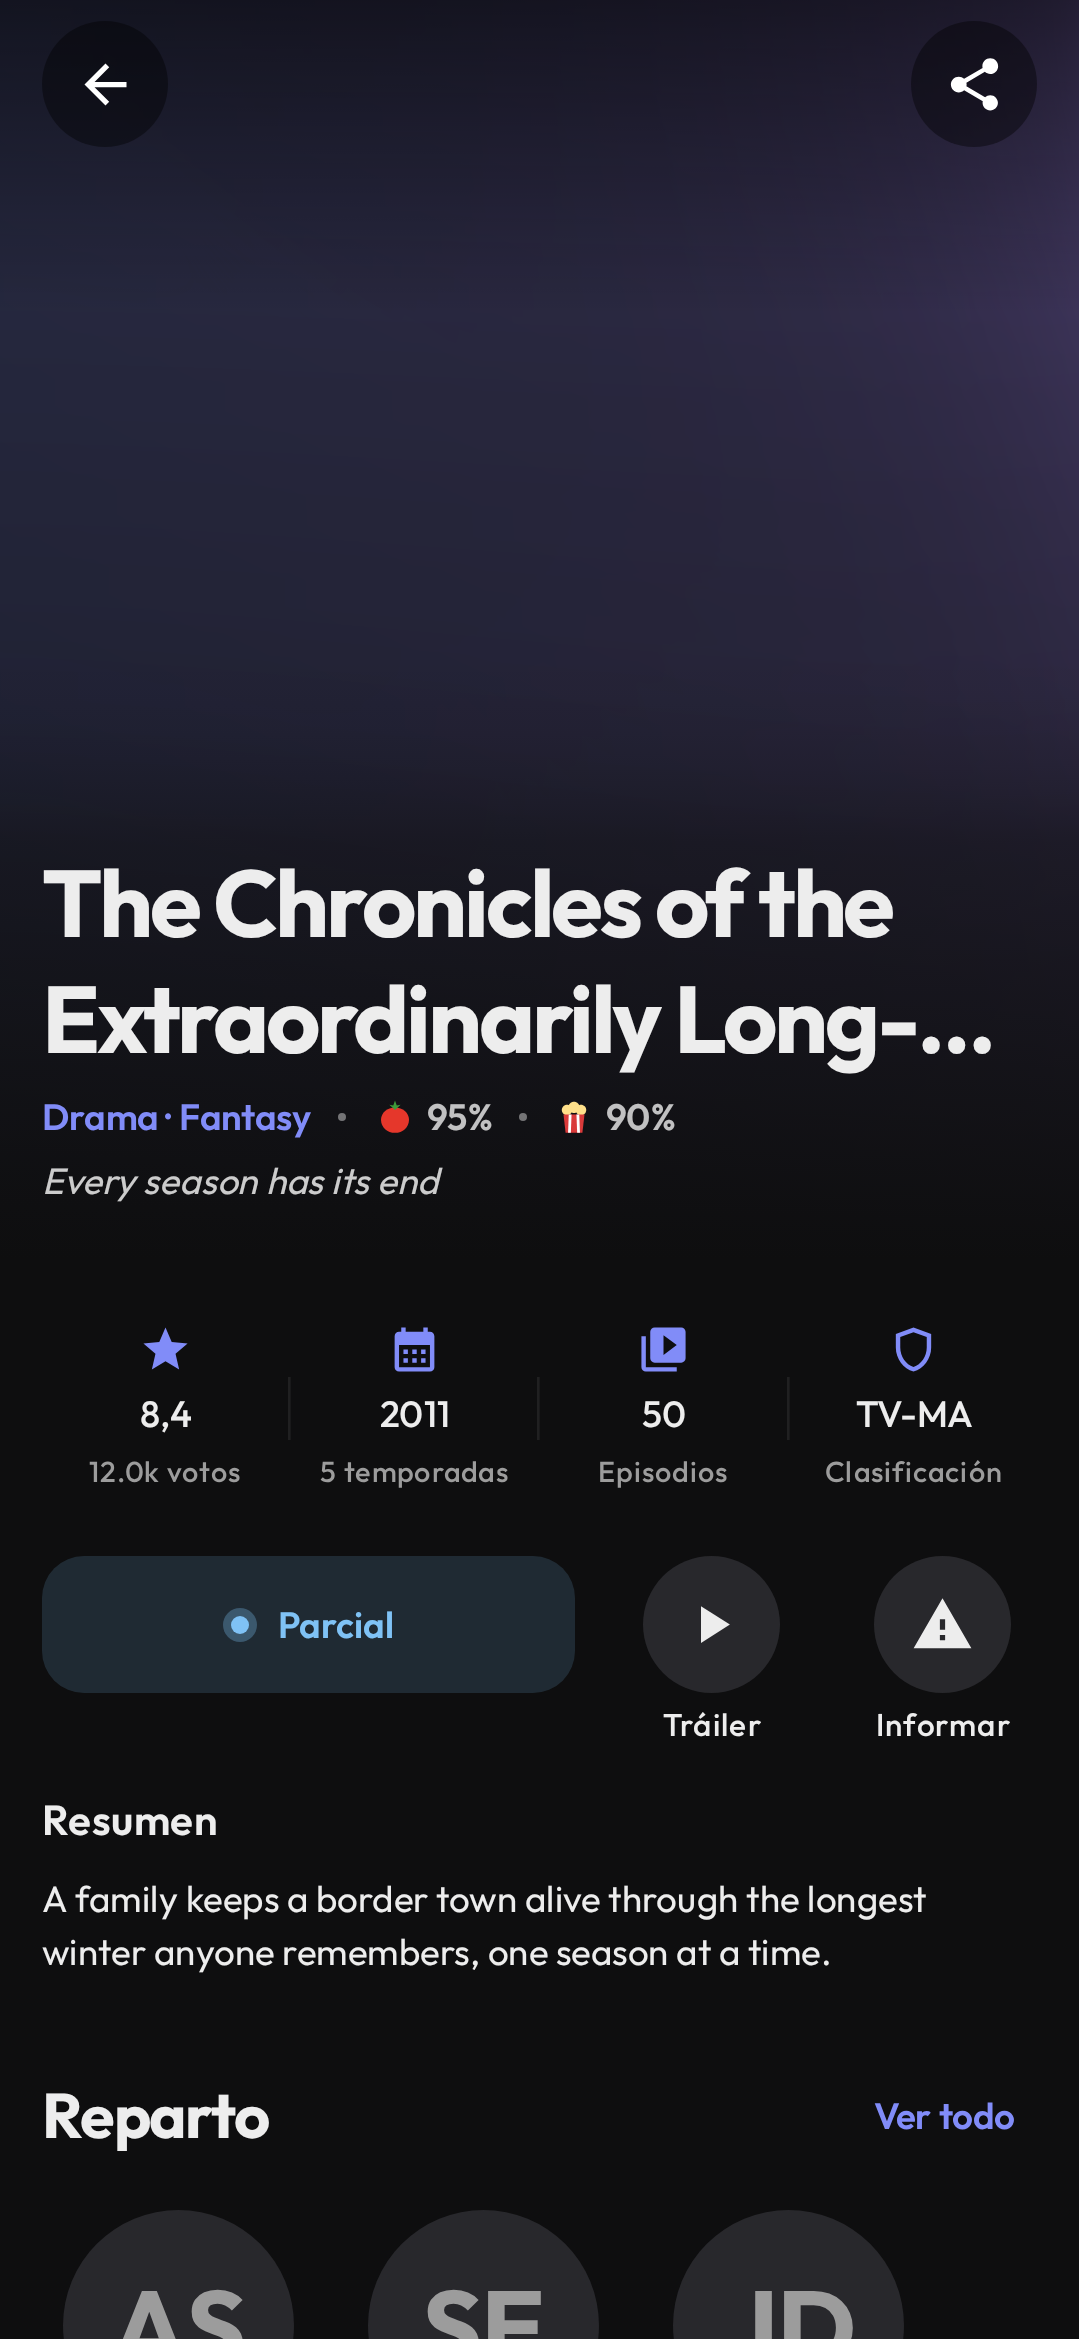 The Chronicles of the
Extraordinarily Long-...
Drama · Fantasy • 95% • 90%
Every season has its end
8,4
12.0k votos
2011
5 temporadas
50
Episodios
TV-MA
Clasificación
Parcial
Tráiler
Informar
Resumen
A family keeps a border town alive through the longest
winter anyone remembers, one season at a time.
Reparto
Ver todo
AS
SE
JD